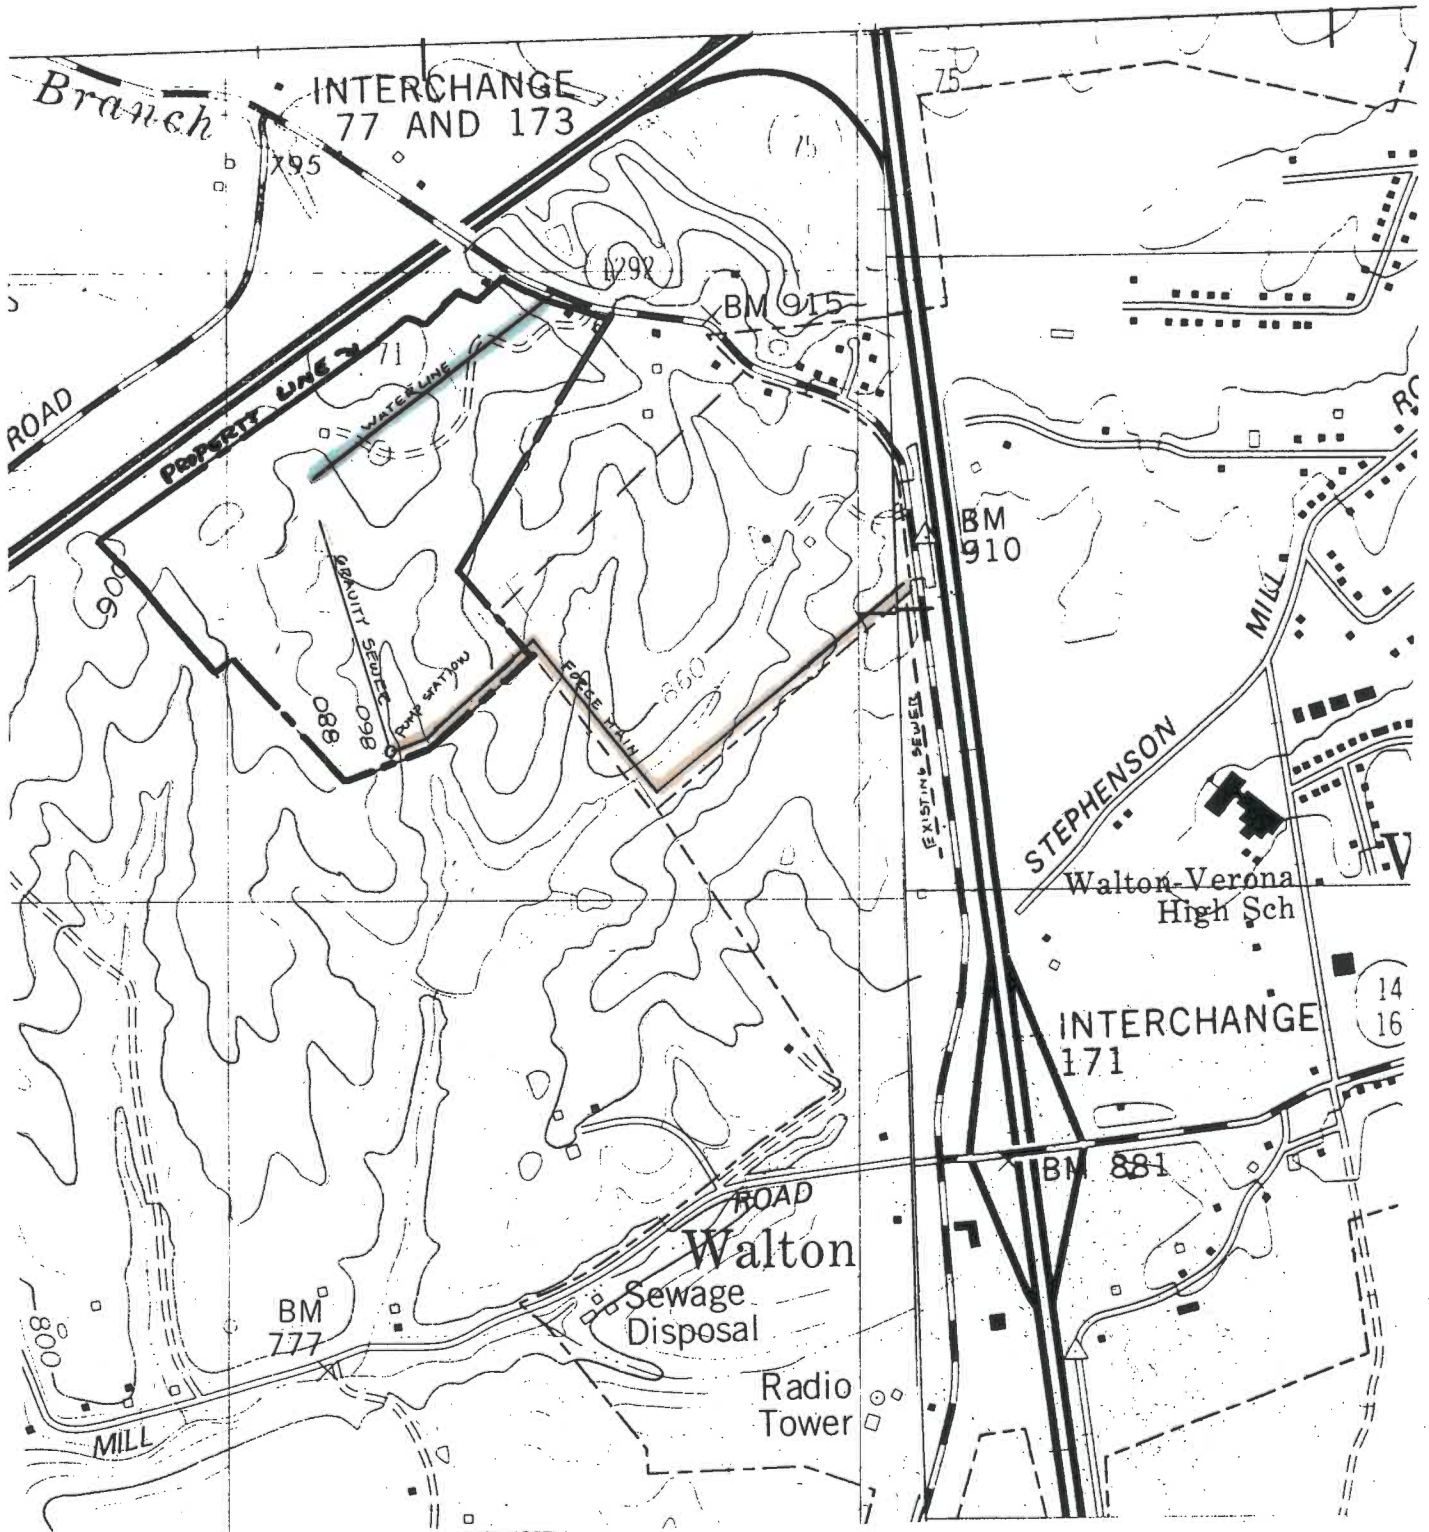 Branch
INTERCHANGE
77 AND 173
75
795
75
1292
BM 915
ROAD
71
PROPERTY LINE
WATERLINE
BM
910
900
GRAVITY SEWER
MILL
860
FORCE MAIN
PUMP STATION
880
860
EXISTING SEWER
STEPHENSON
Walton-Verona
High Sch
14
16
INTERCHANGE
171
BM 881
ROAD
Walton
Sewage
Disposal
BM
777
800
Radio
Tower
MILL